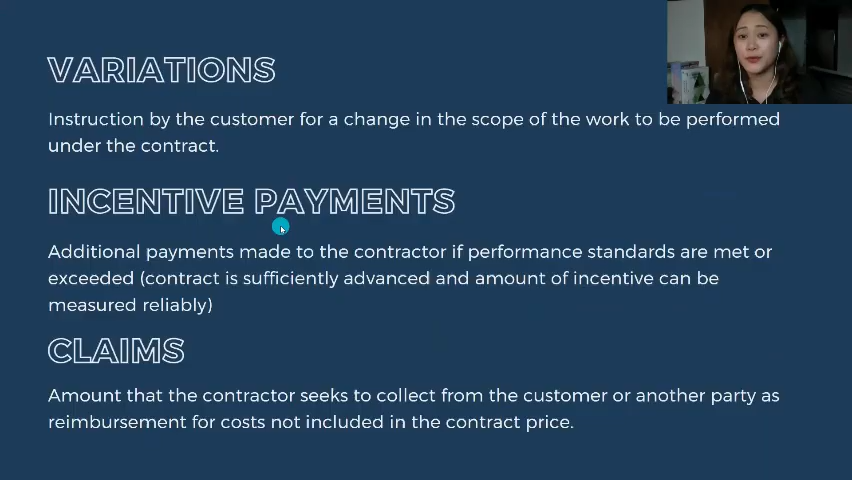 VARIATIONS
Instruction by the customer for a change in the scope of the work to be performed
under the contract.
INCENTIVE PAYMENTS
Additional payments made to the contractor if performance standards are met or
exceeded (contract is sufficiently advanced and amount of incentive can be
measured reliably)
CLAIMS
Amount that the contractor seeks to collect from the customer or another party as
reimbursement for costs not included in the contract price.